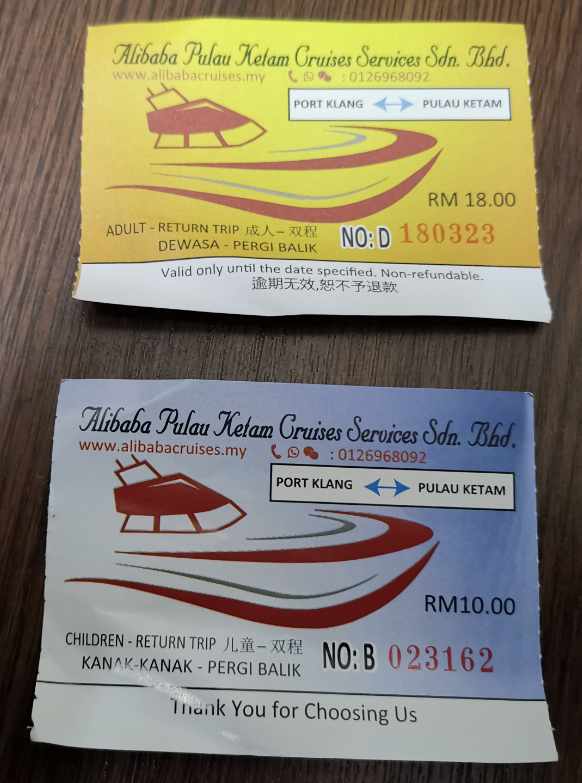 Alibaba Pulau Ketam Cruises Services Sdn. Bhd.
www.alibabacruises.my : 0126968092
PORT KLANG PULAU KETAM
RM 18.00
ADULT - RETURN TRIP 成人 – 双程
DEWASA - PERGI BALIK
NO: D 180323
Valid only until the date specified. Non-refundable.
逾期无效,恕不予退款
Alibaba Pulau Ketam Cruises Services Sdn. Bhd.
www.alibabacruises.my : 0126968092
PORT KLANG PULAU KETAM
RM10.00
CHILDREN - RETURN TRIP 儿童 – 双程
KANAK-KANAK - PERGI BALIK
NO: B 023162
Thank You for Choosing Us